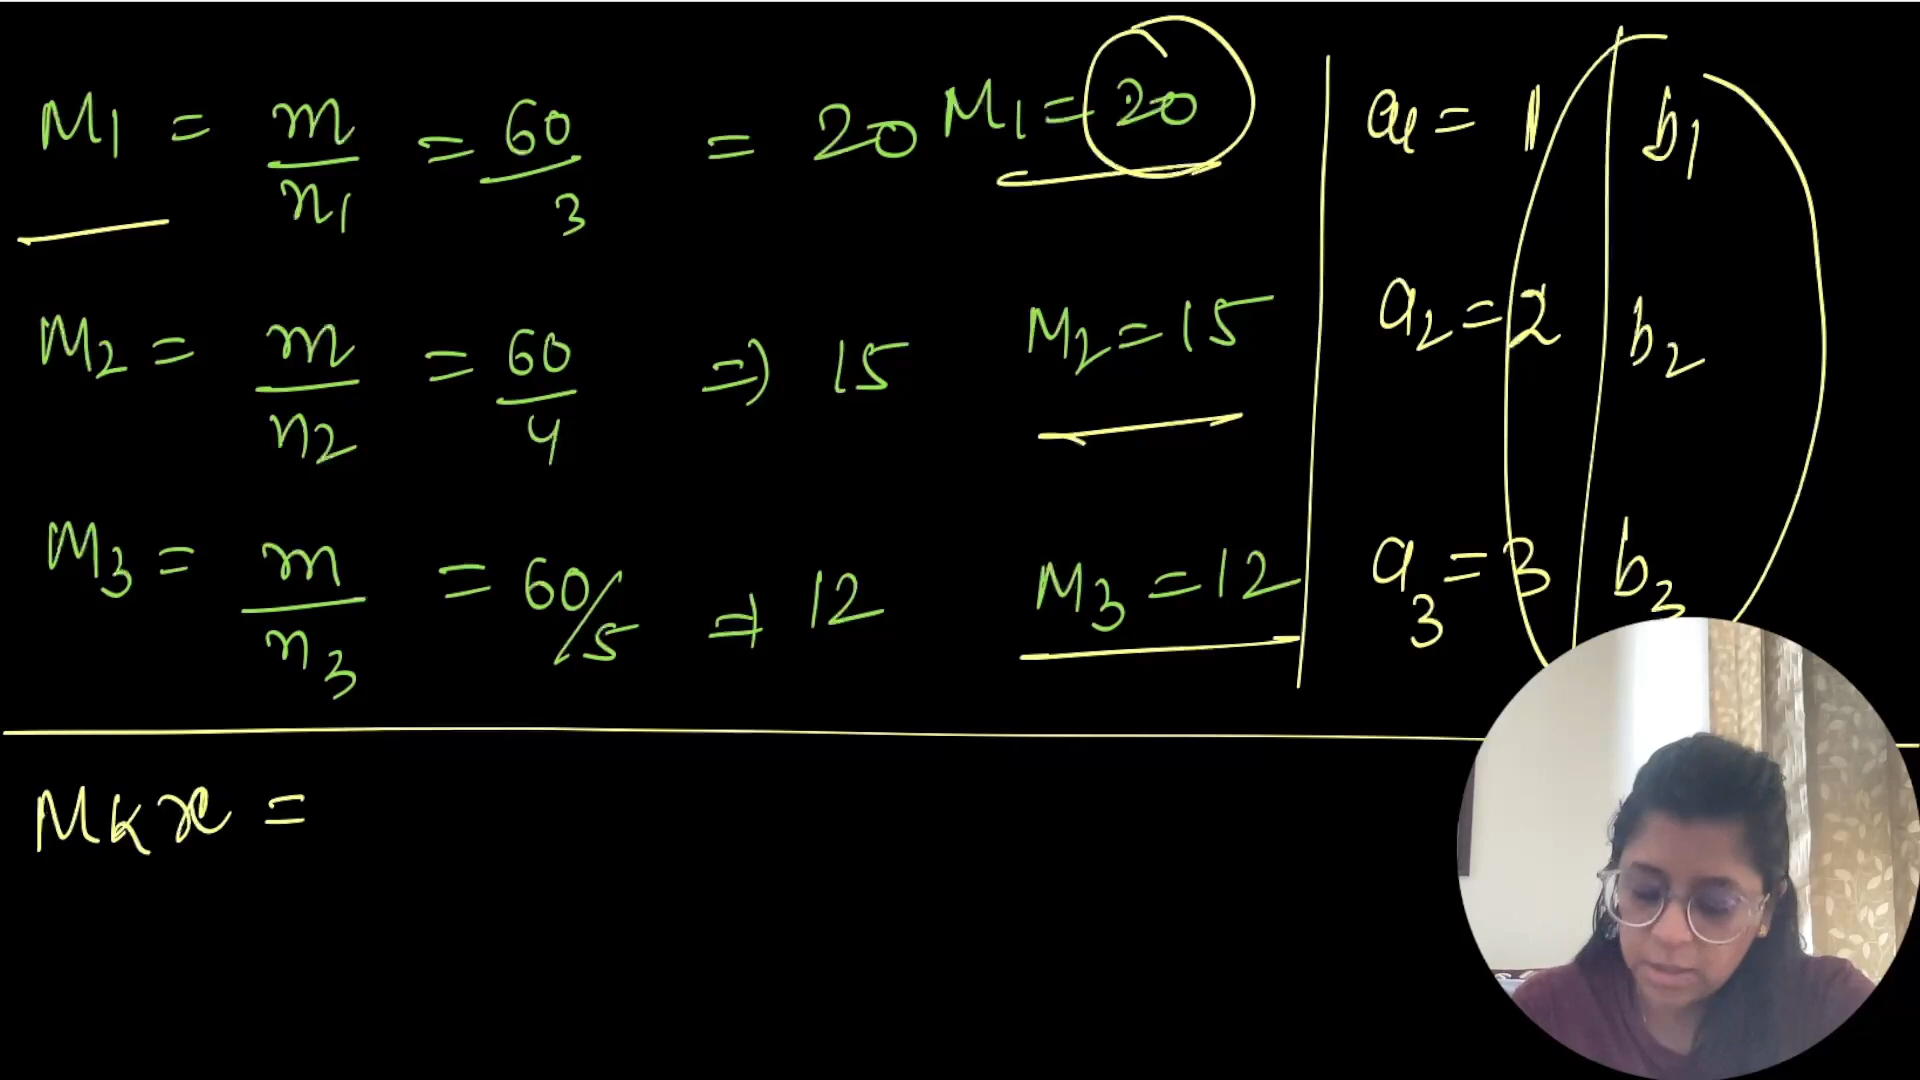 M1 = m/n1 = 60/3 = 20 M1 = 20 a1 = 1 b1
M2 = m/n2 = 60/4 => 15 M2 = 15 a2 = 2 b2
M3 = m/n3 = 60/5 => 12 M3 = 12 a3 = 3 b3
Mk x =